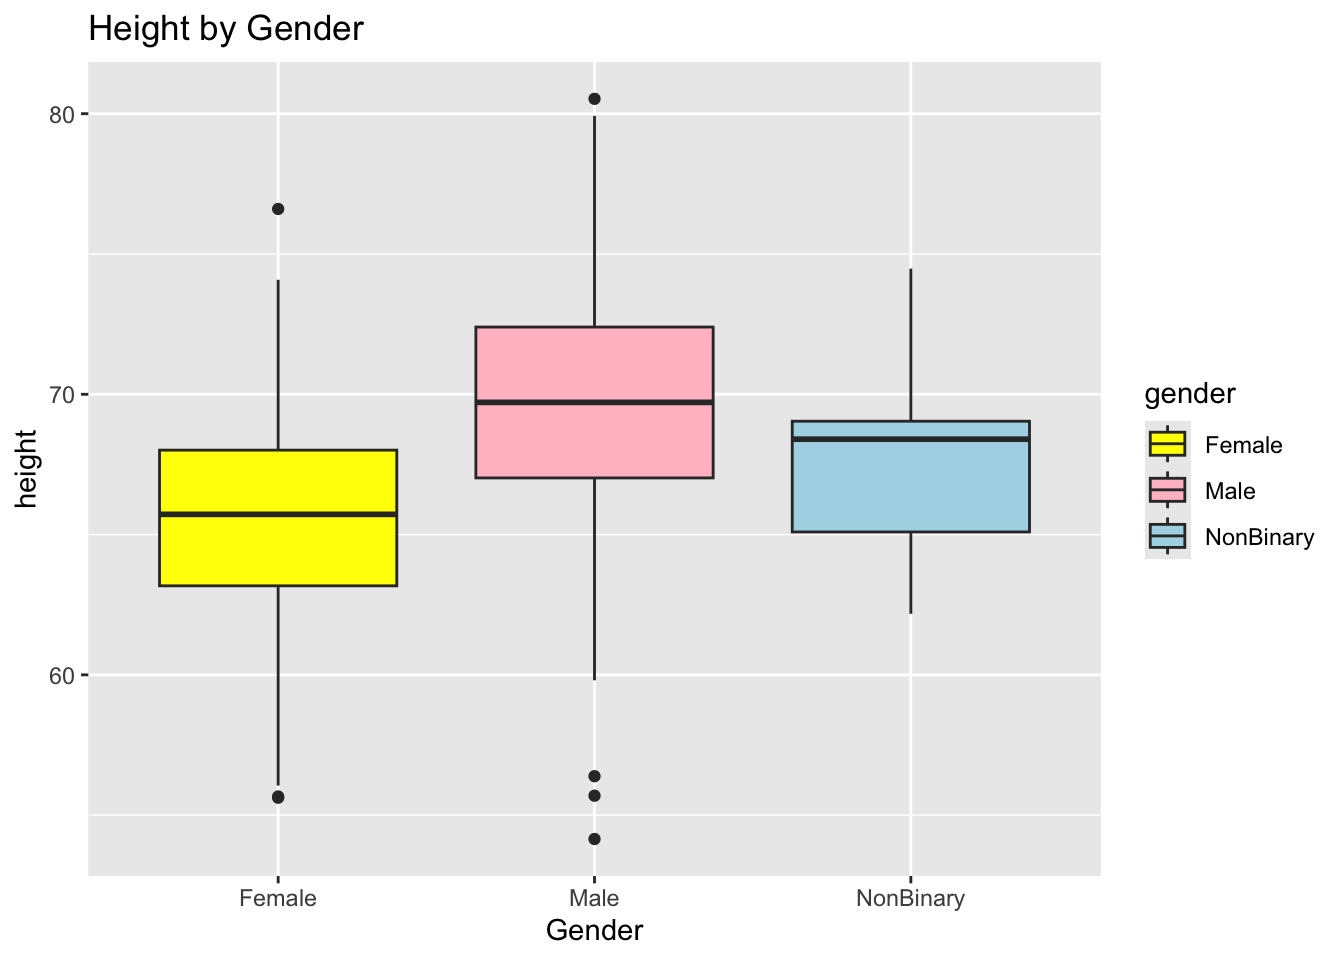 Height by Gender
80
70
60
height
Female
Male
NonBinary
Gender
gender
Female
Male
NonBinary